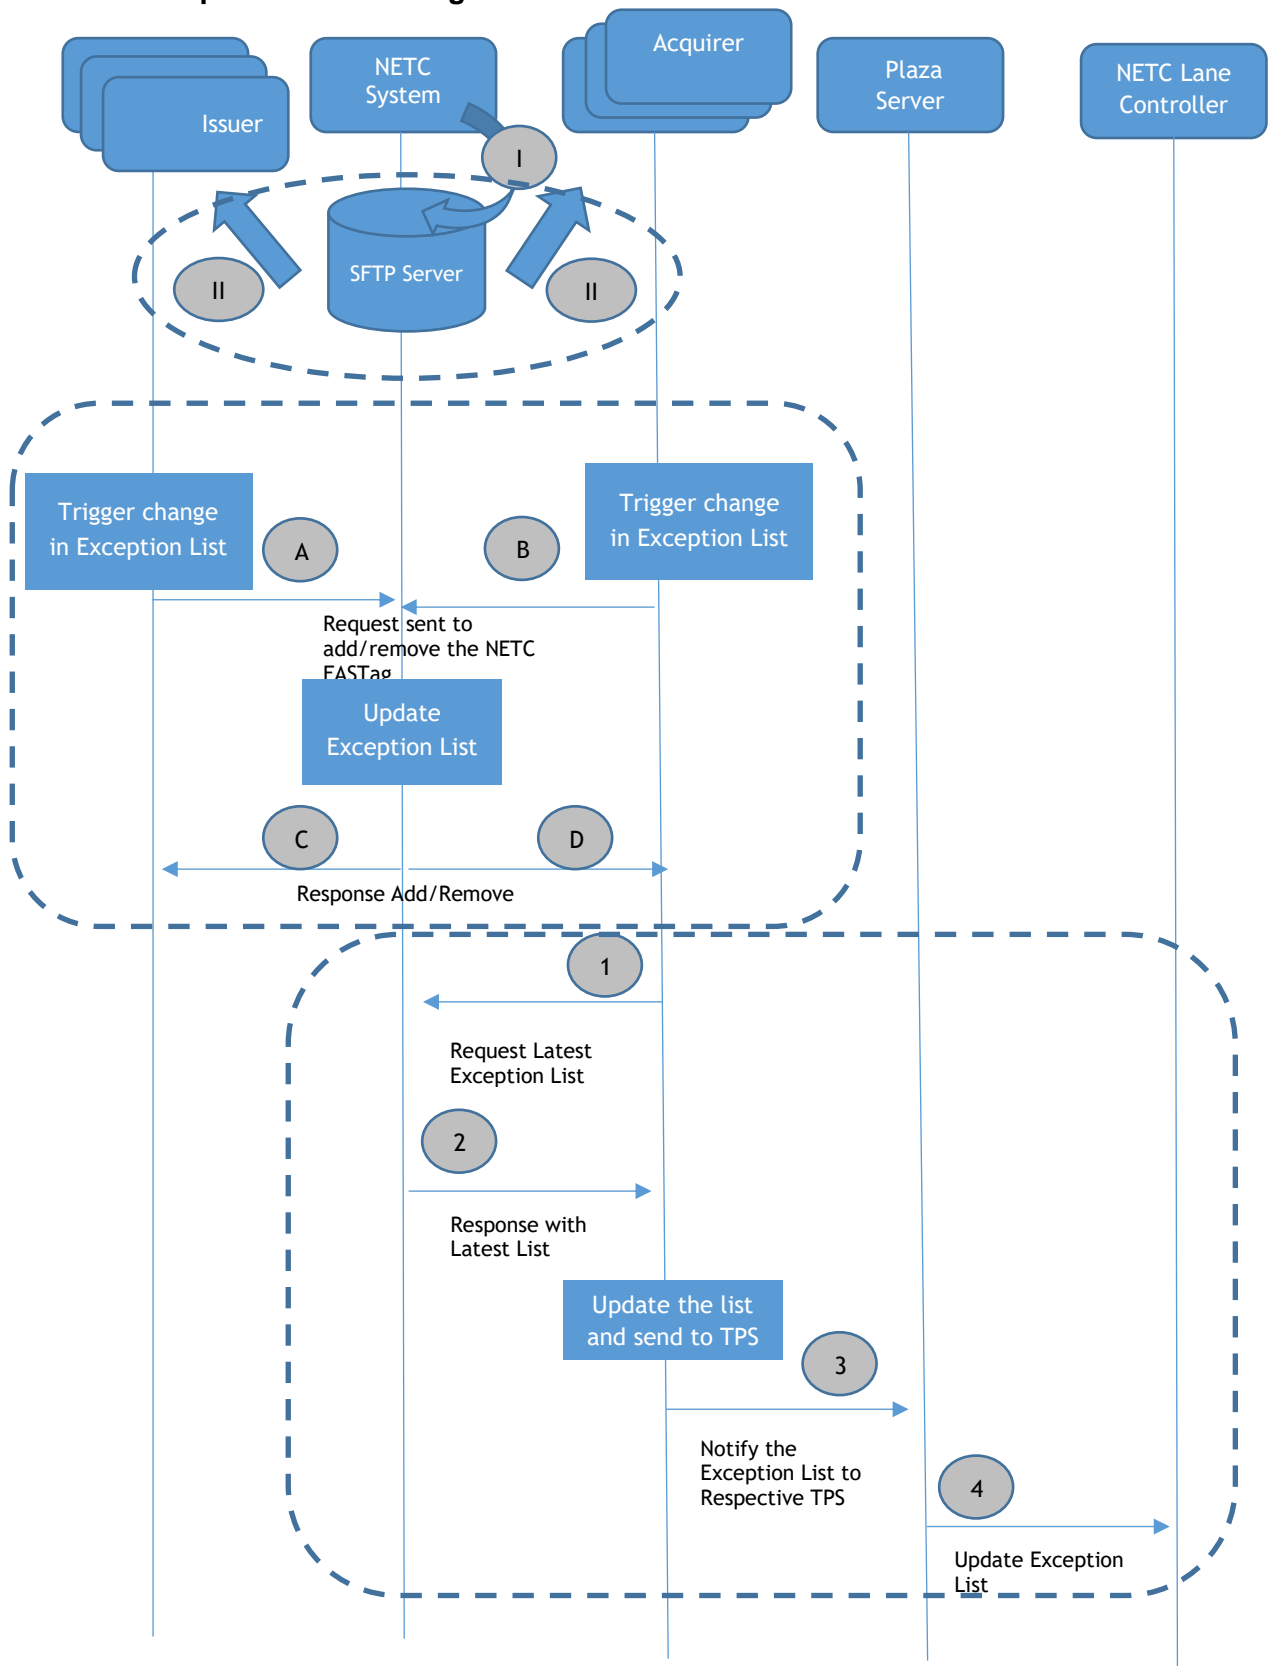 Issuer
NETC
System
Acquirer
Plaza
Server
NETC Lane
Controller
I
SFTP Server
II
II
Trigger change
in Exception List
A
B
Trigger change
in Exception List
Request sent to
add/remove the NETC
FASTag
Update
Exception List
C
D
Response Add/Remove
1
Request Latest
Exception List
2
Response with
Latest List
Update the list
and send to TPS
3
Notify the
Exception List to
Respective TPS
4
Update Exception
List